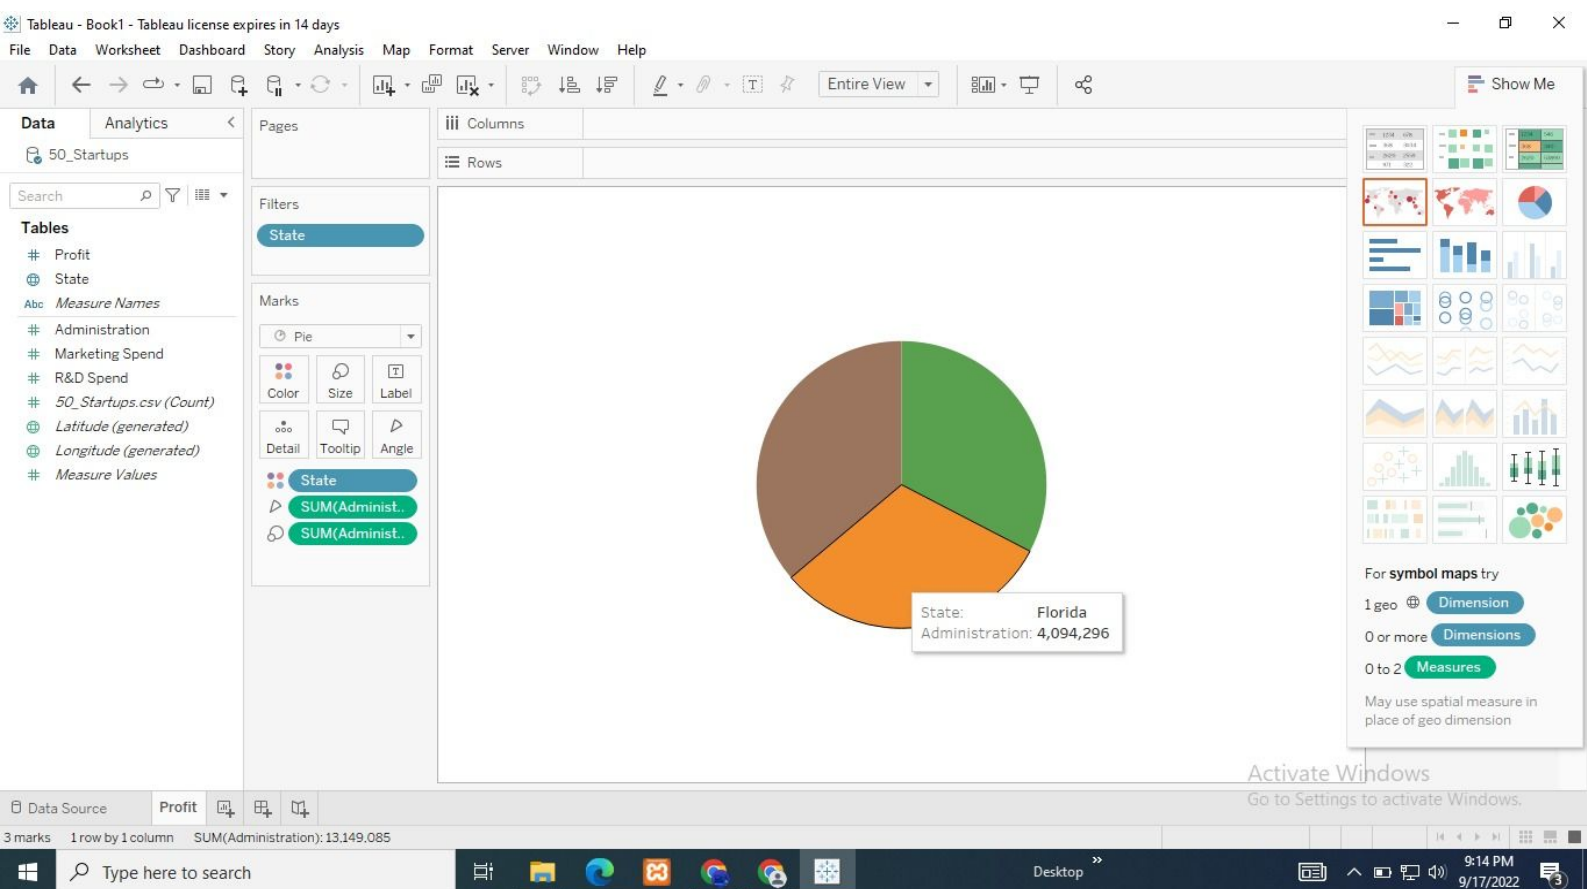 Tableau - Book1 - Tableau license expires in 14 days
File Data Worksheet Dashboard Story Analysis Map Format Server Window Help
Entire View
Show Me
Data Analytics
Pages
Columns
50_Startups
Rows
Search
Filters
Tables
State
Profit
State
Measure Names
Marks
Administration
Pie
Marketing Spend
R&D Spend
Color Size Label
50_Startups.csv (Count)
Latitude (generated)
Longitude (generated)
Detail Tooltip Angle
Measure Values
State
SUM(Administ..
SUM(Administ..
State: Florida
Administration: 4,094,296
For symbol maps try
1 geo Dimension
0 or more Dimensions
0 to 2 Measures
May use spatial measure in
place of geo dimension
Activate Windows
Go to Settings to activate Windows.
Data Source Profit
3 marks 1 row by 1 column SUM(Administration): 13,149,085
Type here to search
Desktop
9:14 PM
9/17/2022
3